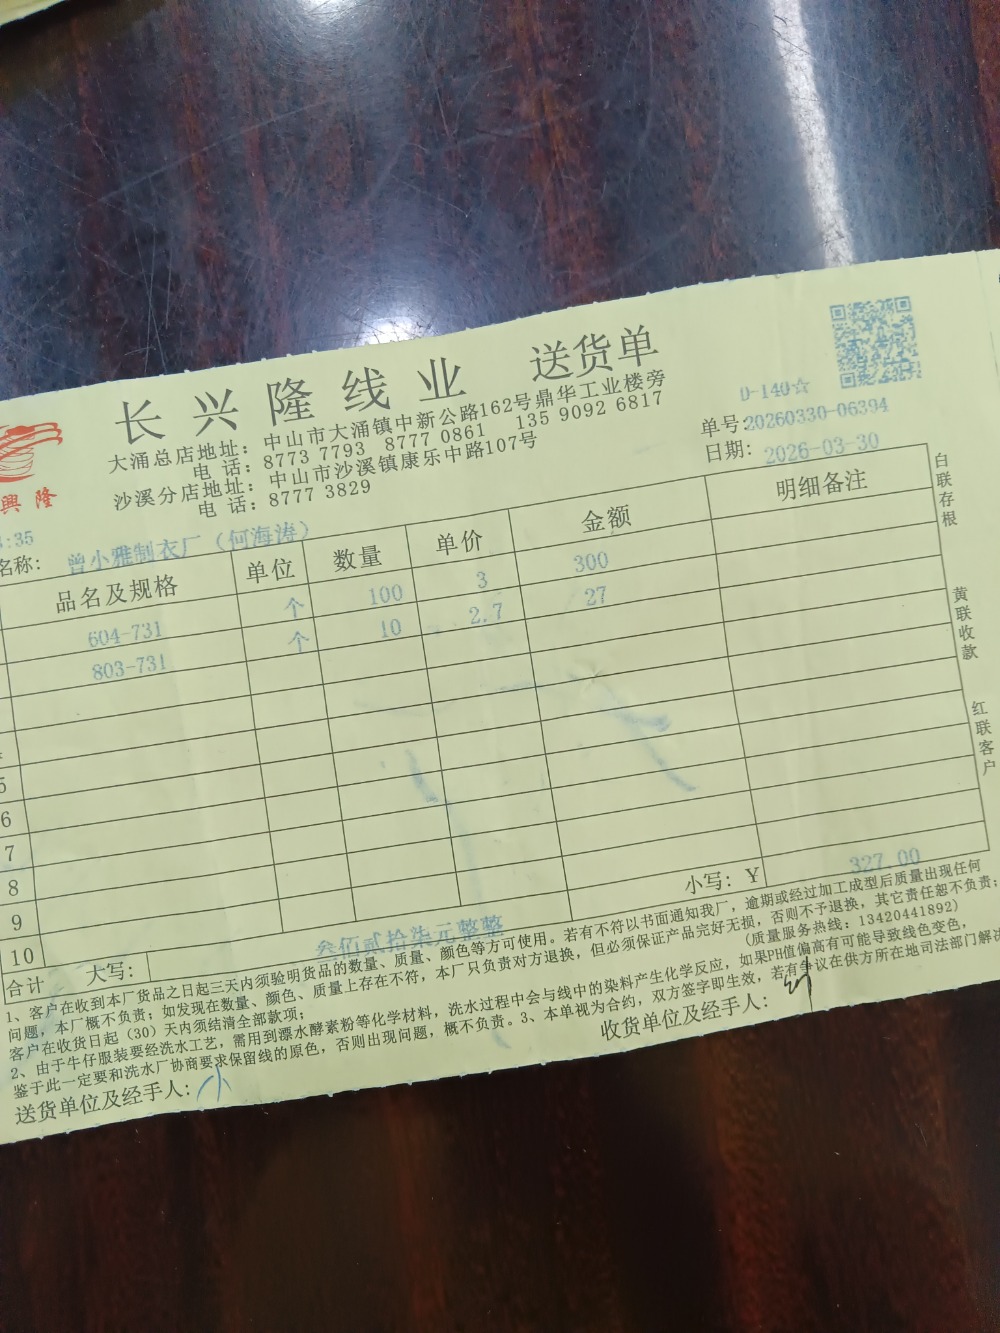 長興隆线业 送货单
大涌总店地址: 中山市大涌镇中新公路162号鼎华工业楼旁
电 话: 8773 7793 8777 0861 135 9092 6817
沙溪分店地址: 中山市沙溪镇康乐中路107号
电 话: 8777 3829
興隆
D-140☆
单号:20260330-06394
日期: 2026-03-30
:35
名称: 曾小雅制衣厂（何海涛）
品名及规格 单位 数量 单价 金额 明细备注
604-731 个 100 3 300
803-731 个 10 2.7 27
5
6
7
8
9
10
小写: ¥ 327.00
合计 大写: 叁佰贰拾柒元整整
1、客户在收到本厂货品之日起三天内须验明货品的数量、质量、颜色等方可使用。若有不符以书面通知我厂，逾期或经过加工成型后质量出现任何
问题，本厂概不负责；如发现在数量、颜色、质量上存在不符，本厂只负责对方退换，但必须保证产品完好无损，否则不予退换，其它责任恕不负责；
客户在收货日起（30）天内须结清全部款项；
(质量服务热线: 13420441892)
2、由于牛仔服装要经洗水工艺，需用到漂水酵素粉等化学材料，洗水过程中会与线中的染料产生化学反应，如果PH值偏高有可能导致线色变色，
鉴于此一定要和洗水厂协商要求保留线的原色，否则出现问题，概不负责。3、本单视为合约，双方签字即生效，若有争议在供方所在地司法部门解决
送货单位及经手人: 小
收货单位及经手人:
白联存根
黄联收款
红联客户